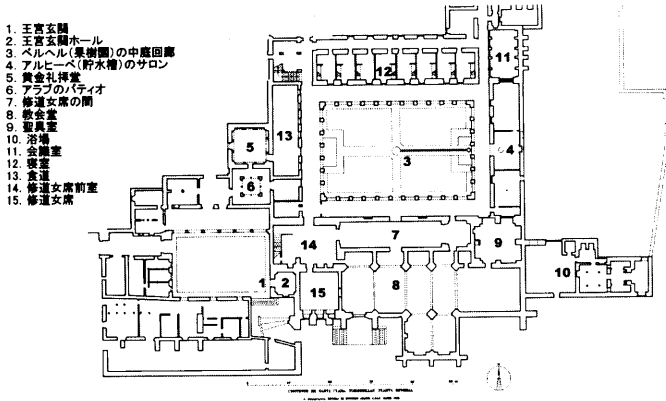 1. 王宮玄関
2. 王宮玄関ホール
3. ベルヘル(果樹園)の中庭回廊
4. アルヒーベ(貯水槽)のサロン
5. 黄金礼拝堂
6. アラブのパティオ
7. 修道女席の間
8. 教会堂
9. 聖具室
10. 浴場
11. 会議室
12. 寝室
13. 食道
14. 修道女席前室
15. 修道女席
11
12
13
5
3
4
6
14
7
9
1
2
15
8
10